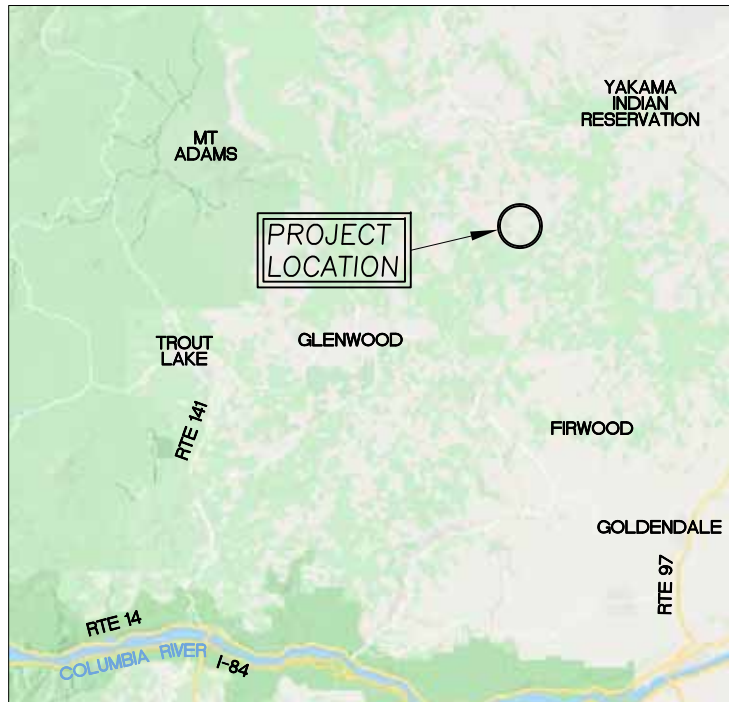 YAKAMA
INDIAN
RESERVATION
MT
ADAMS
PROJECT
LOCATION
TROUT
LAKE
GLENWOOD
RTE 141
FIRWOOD
GOLDENDALE
RTE 97
RTE 14
COLUMBIA RIVER
I-84